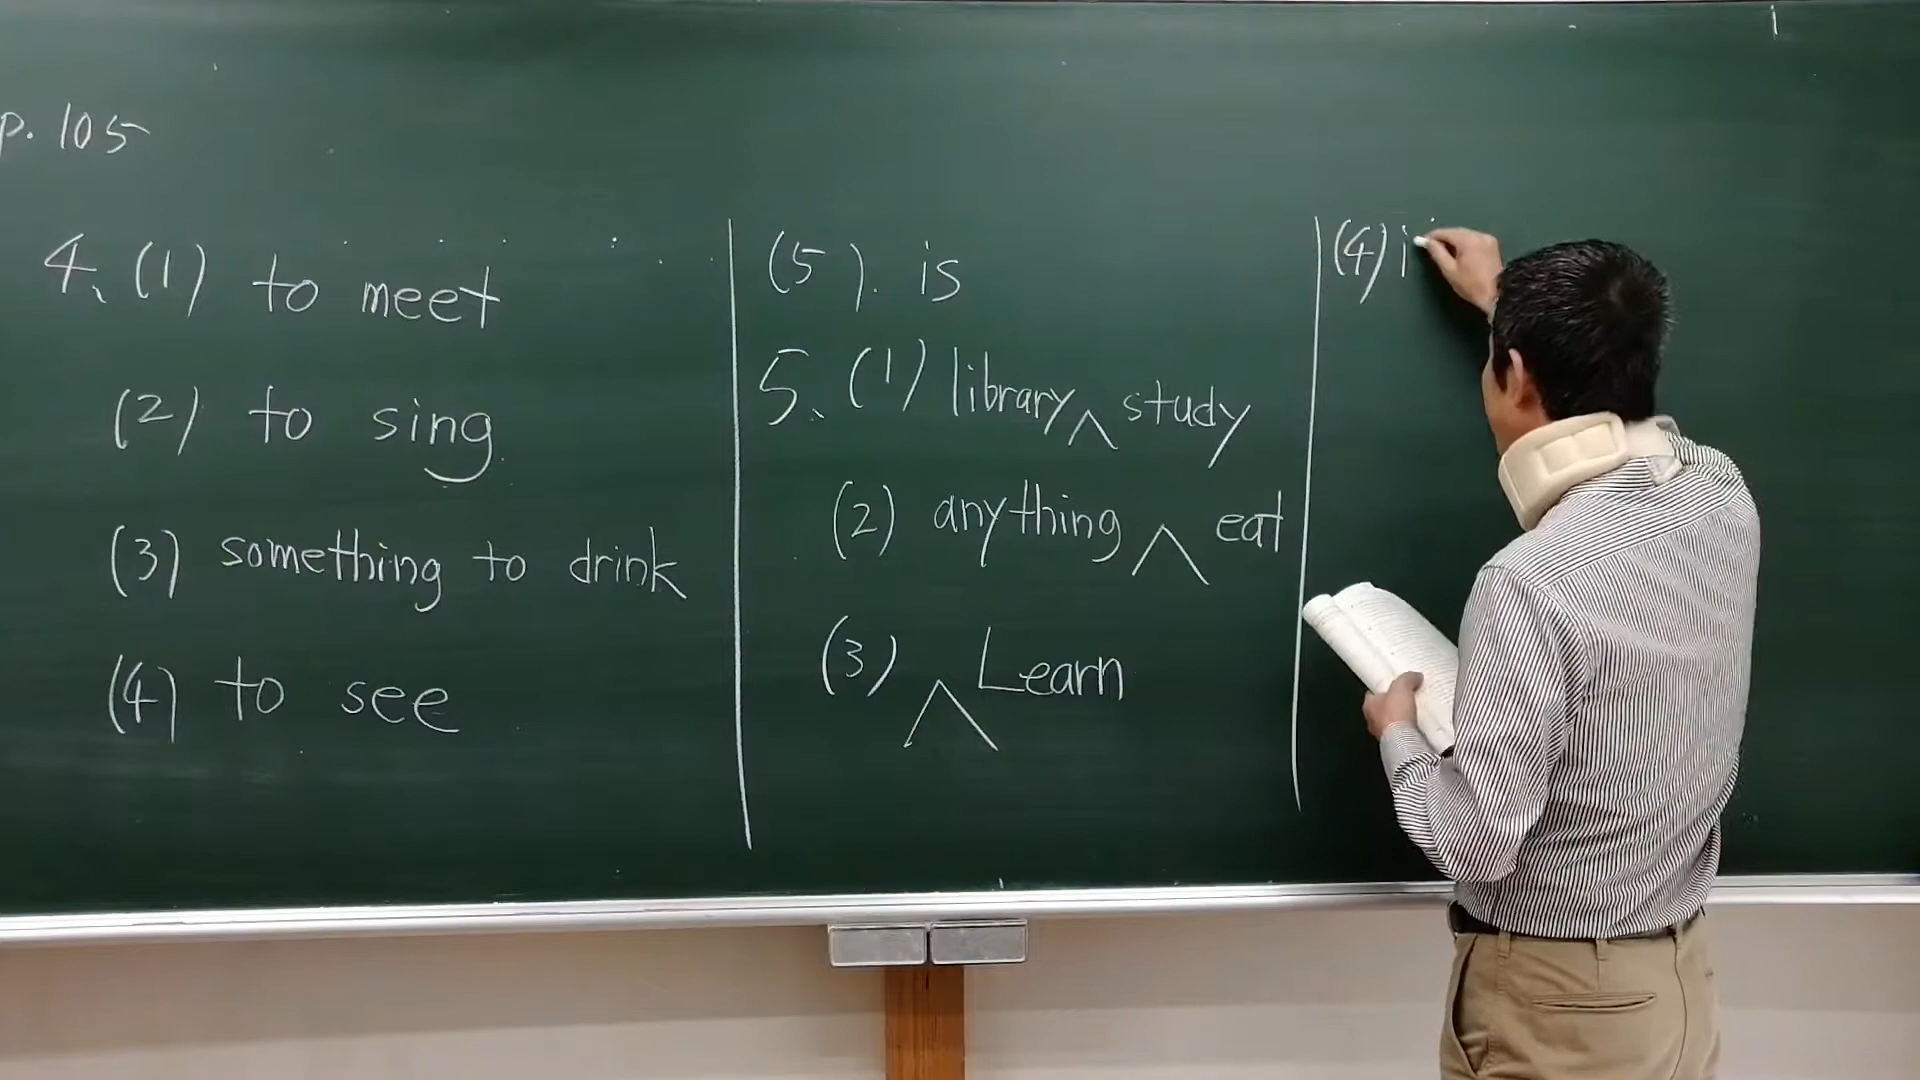 p. 105
4、(1) to meet
(2) to sing
(3) something to drink
(4) to see
(5). is
5、(1) library ^ study
(2) anything ^ eat
(3) ^ Learn
(4) i